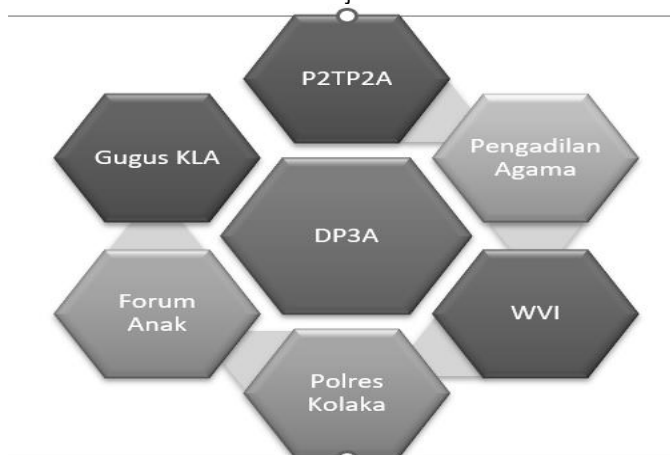 P2TP2A
Gugus KLA
Pengadilan
Agama
DP3A
Forum
Anak
WVI
Polres
Kolaka